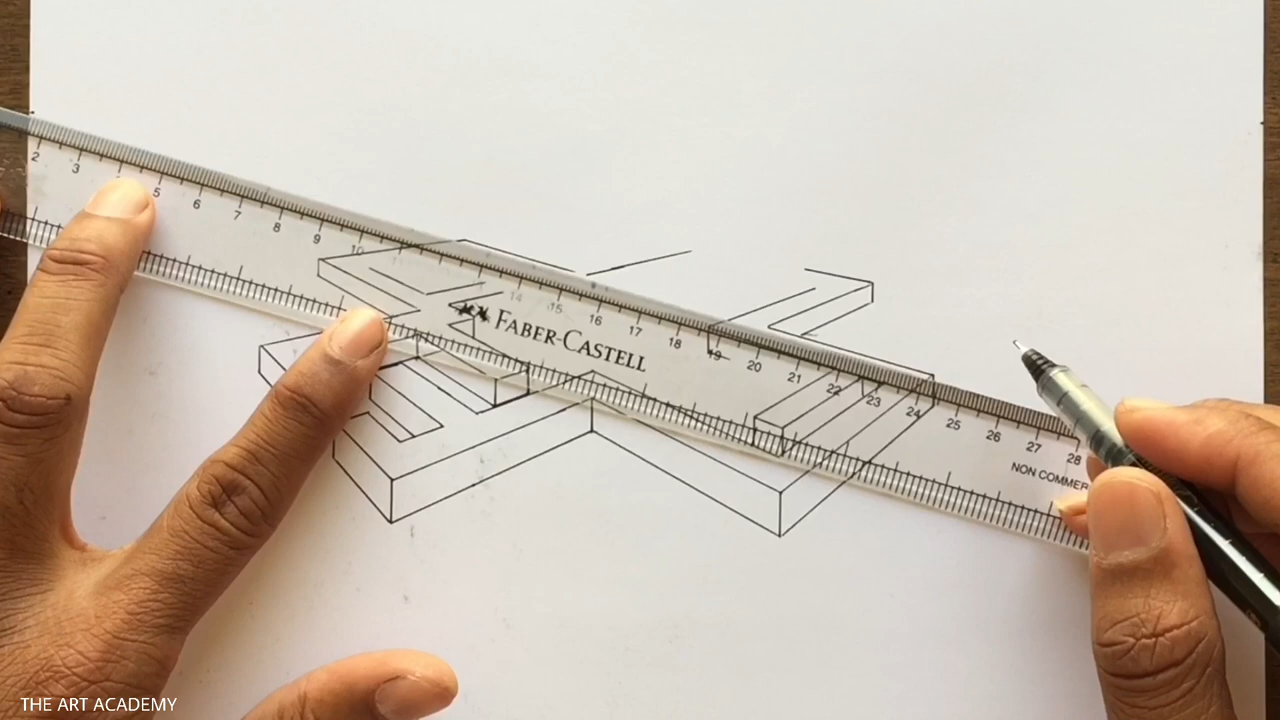 2 3 5 6 7 8 9 10 14 15 16 17 18 19 20 21 22 23 24 25 26 27 28
FABER-CASTELL
NON COMMER
THE ART ACADEMY